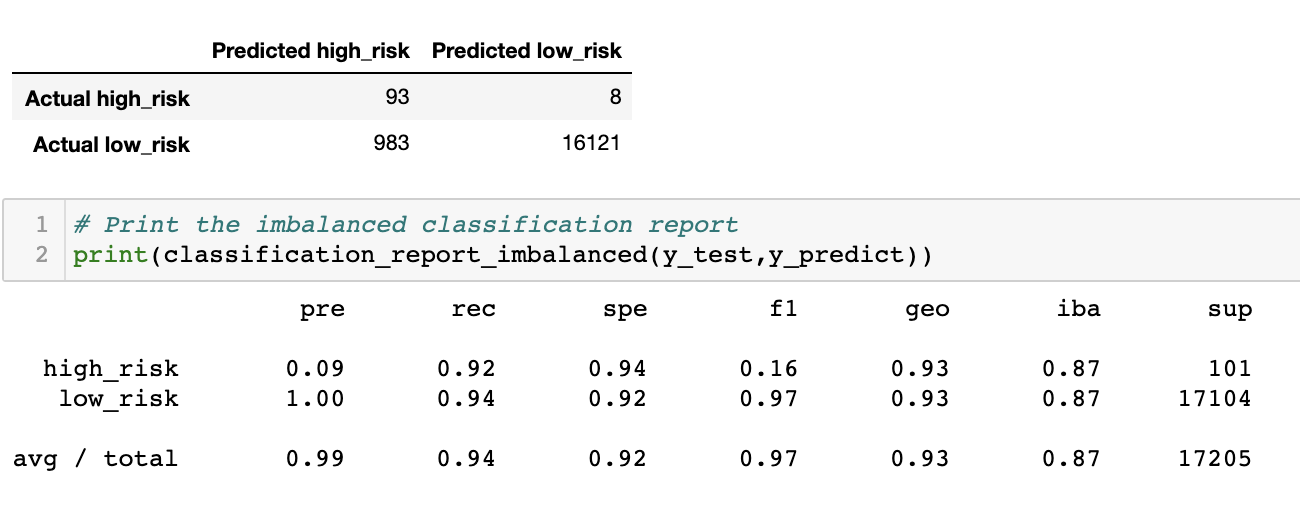 Predicted high_risk Predicted low_risk
Actual high_risk 93 8
Actual low_risk 983 16121
1 # Print the imbalanced classification report
2 print(classification_report_imbalanced(y_test,y_predict))
pre rec spe f1 geo iba sup
high_risk 0.09 0.92 0.94 0.16 0.93 0.87 101
low_risk 1.00 0.94 0.92 0.97 0.93 0.87 17104
avg / total 0.99 0.94 0.92 0.97 0.93 0.87 17205